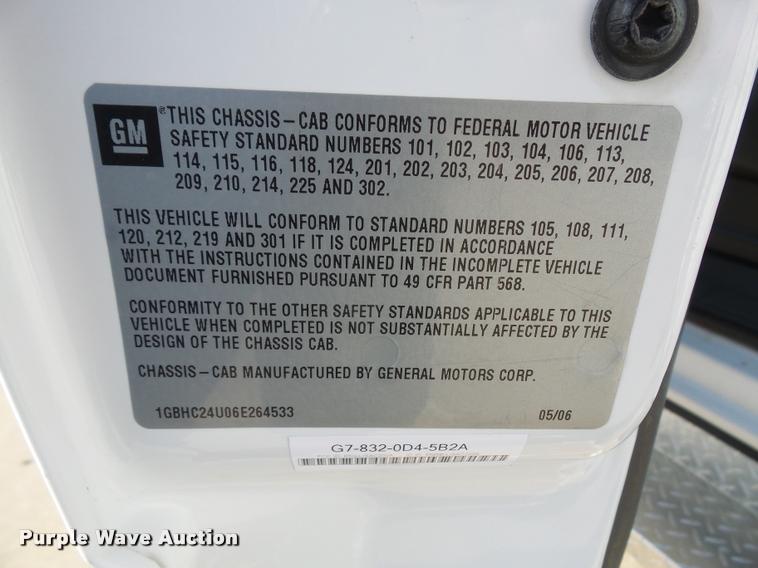 GM
®THIS CHASSIS-CAB CONFORMS TO FEDERAL MOTOR VEHICLE
SAFETY STANDARD NUMBERS 101, 102, 103, 104, 106, 113,
114, 115, 116, 118, 124, 201, 202, 203, 204, 205, 206, 207, 208,
209, 210, 214, 225 AND 302.
THIS VEHICLE WILL CONFORM TO STANDARD NUMBERS 105, 108, 111,
120, 212, 219 AND 301 IF IT IS COMPLETED IN ACCORDANCE
WITH THE INSTRUCTIONS CONTAINED IN THE INCOMPLETE VEHICLE
DOCUMENT FURNISHED PURSUANT TO 49 CFR PART 568.
CONFORMITY TO THE OTHER SAFETY STANDARDS APPLICABLE TO THIS
VEHICLE WHEN COMPLETED IS NOT SUBSTANTIALLY AFFECTED BY THE
DESIGN OF THE CHASSIS CAB.
CHASSIS-CAB MANUFACTURED BY GENERAL MOTORS CORP.
1GBHC24U06E264533 05/06
G7-832-0D4-5B2A
Purple Wave Auction